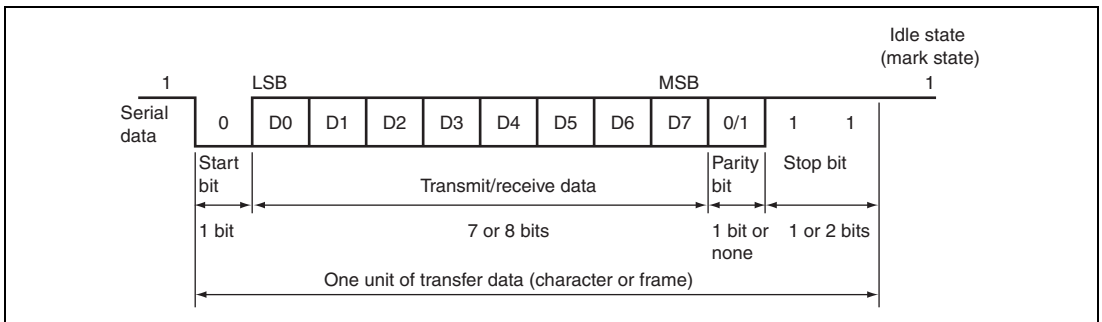 Idle state
(mark state)
1 LSB MSB 1
Serial
data
0 D0 D1 D2 D3 D4 D5 D6 D7 0/1 1 1
Start
bit
Transmit/receive data
Parity
bit
Stop bit
1 bit
7 or 8 bits
1 bit or
none
1 or 2 bits
One unit of transfer data (character or frame)